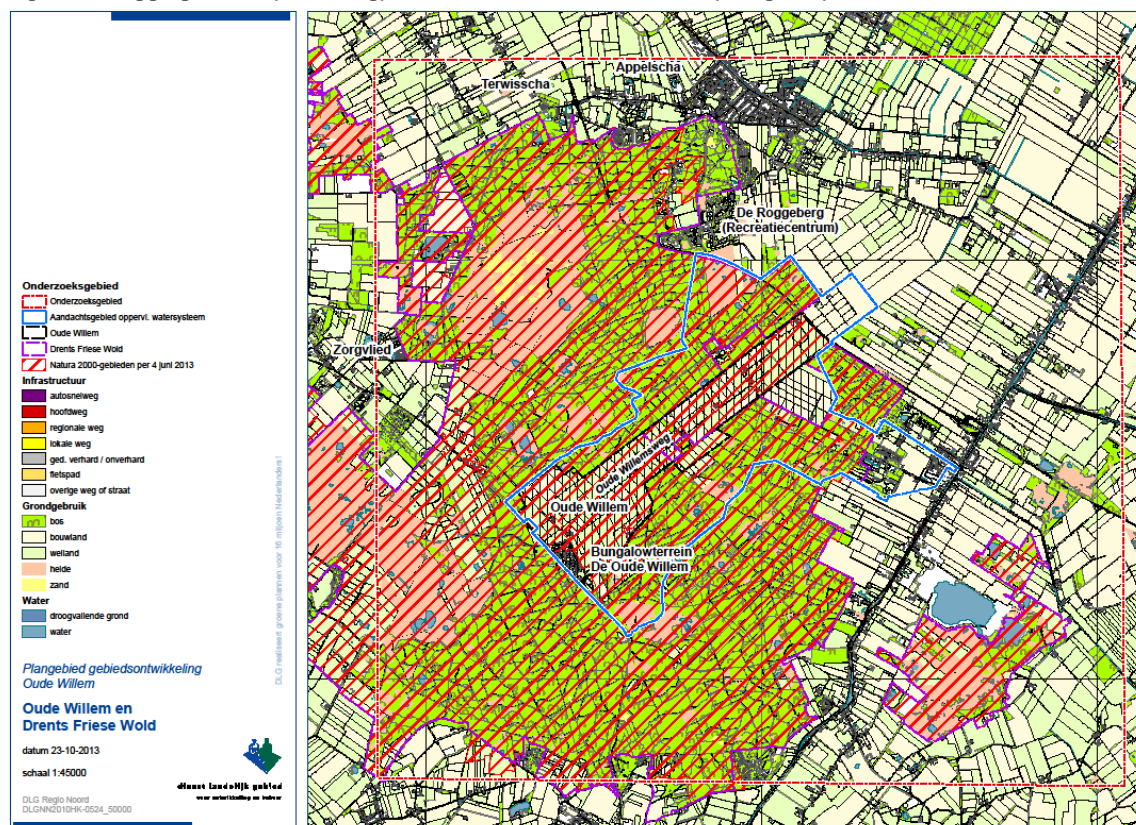 Onderzoeksgebied
Onderzoeksgebied
Aandachtsgebied oppervl. watersysteem
Oude Willem
Drents Friese Wold
Natura 2000-gebieden per 4 juni 2013
Infrastructuur
autosnelweg
hoofdweg
regionale weg
lokale weg
ged. verhard / onverhard
fietspad
overige weg of straat
Grondgebruik
bos
bouwland
weiland
heide
zand
Water
droogvallende grond
water
DLG realiseert groene plannen voor 16 miljoen Nederlanders!
Plangebied gebiedsontwikkeling
Oude Willem
Oude Willem en
Drents Friese Wold
datum 23-10-2013
schaal 1:45000
dienst landelijk gebied
voor ontwikkeling en beheer
DLG Regio Noord
DLGNN2010HK-0524_50000
Appelscha
Terwisscha
De Roggeberg
(Recreatiecentrum)
Zorgvlied
Oude Willemsweg
Oude Willem
Bungalowterrein
De Oude Willem